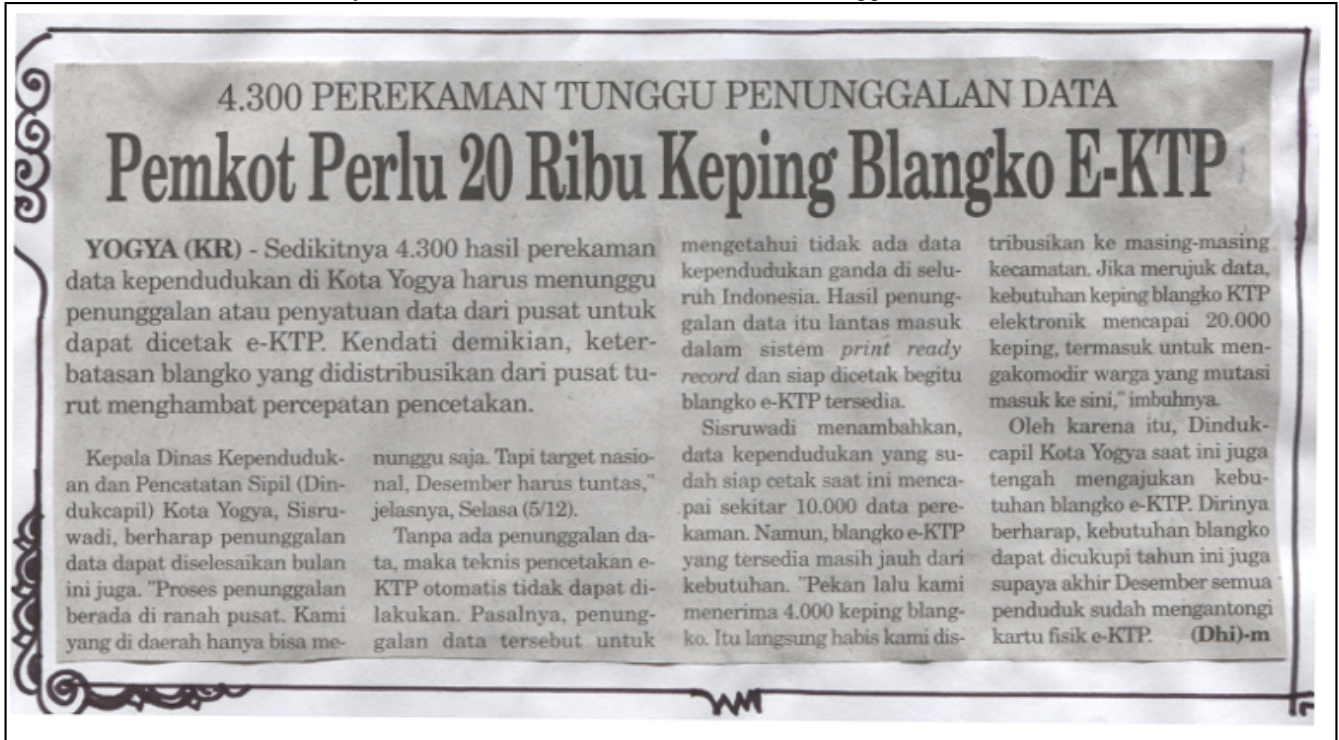 4.300 PEREKAMAN TUNGGU PENUNGGALAN DATA
Pemkot Perlu 20 Ribu Keping Blangko E-KTP
YOGYA (KR) - Sedikitnya 4.300 hasil perekaman
data kependudukan di Kota Yogya harus menunggu
penunggalan atau penyatuan data dari pusat untuk
dapat dicetak e-KTP. Kendati demikian, keter-
batasan blangko yang didistribusikan dari pusat tu-
rut menghambat percepatan pencetakan.
Kepala Dinas Kependuduk-
an dan Pencatatan Sipil (Din-
dukcapil) Kota Yogya, Sisru-
wadi, berharap penunggalan
data dapat diselesaikan bulan
ini juga. "Proses penunggalan
berada di ranah pusat. Kami
yang di daerah hanya bisa me-
nunggu saja. Tapi target nasio-
nal, Desember harus tuntas,"
jelasnya, Selasa (5/12).
Tanpa ada penunggalan da-
ta, maka teknis pencetakan e-
KTP otomatis tidak dapat di-
lakukan. Pasalnya, penung-
galan data tersebut untuk
mengetahui tidak ada data
kependudukan ganda di selu-
ruh Indonesia. Hasil penung-
galan data itu lantas masuk
dalam sistem print ready
record dan siap dicetak begitu
blangko e-KTP tersedia.
Sisruwadi menambahkan,
data kependudukan yang su-
dah siap cetak saat ini menca-
pai sekitar 10.000 data pere-
kaman. Namun, blangko e-KTP
yang tersedia masih jauh dari
kebutuhan. "Pekan lalu kami
menerima 4.000 keping blang-
ko. Itu langsung habis kami dis-
tribusikan ke masing-masing
kecamatan. Jika merujuk data,
kebutuhan keping blangko KTP
elektronik mencapai 20.000
keping, termasuk untuk men-
gakomodir warga yang mutasi
masuk ke sini," imbuhnya.
Oleh karena itu, Dinduk-
capil Kota Yogya saat ini juga
tengah mengajukan kebu-
tuhan blangko e-KTP. Dirinya
berharap, kebutuhan blangko
dapat dicukupi tahun ini juga
supaya akhir Desember semua
penduduk sudah mengantongi
kartu fisik e-KTP. (Dhi)-m